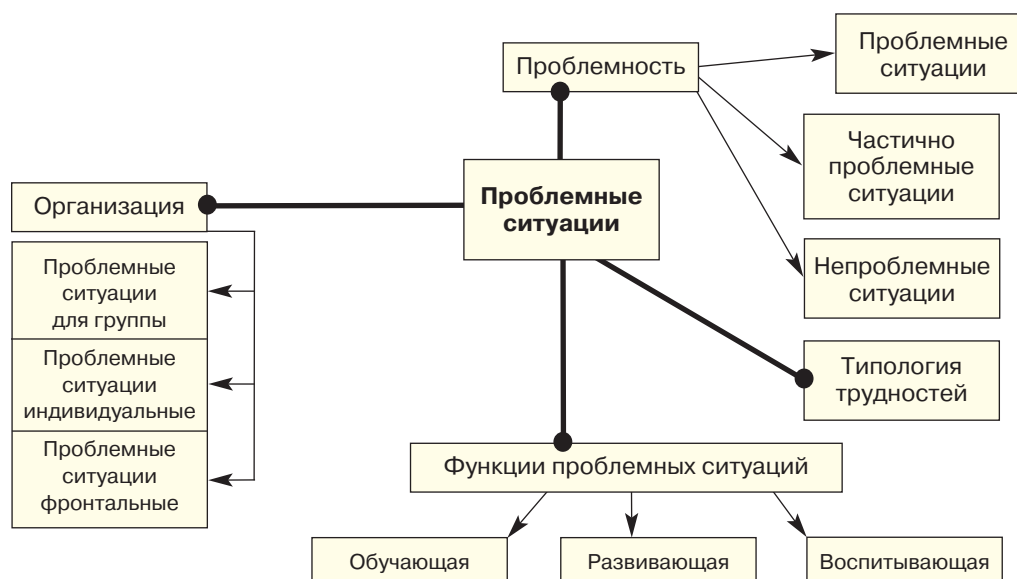 Проблемность
Проблемные
ситуации
Частично
проблемные
ситуации
Непроблемные
ситуации
Проблемные
ситуации
Организация
Проблемные
ситуации
для группы
Проблемные
ситуации
индивидуальные
Проблемные
ситуации
фронтальные
Типология
трудностей
Функции проблемных ситуаций
Обучающая
Развивающая
Воспитывающая